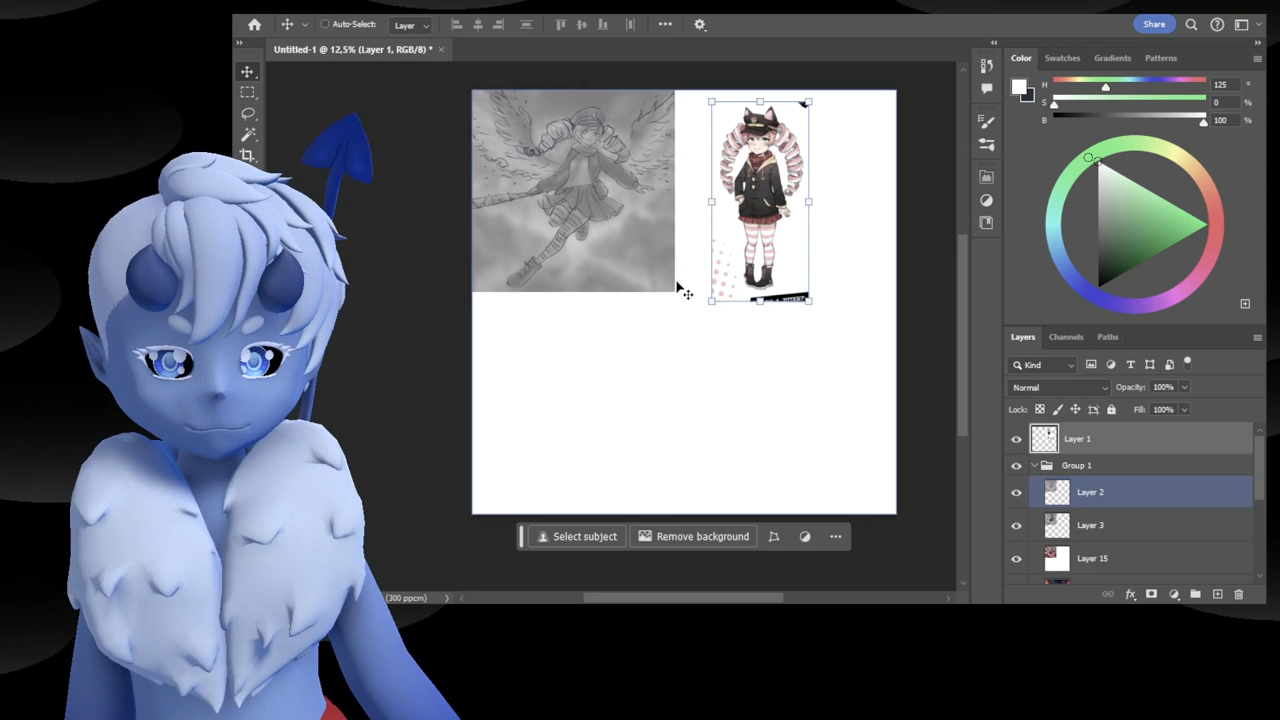 Auto-Select:
Layer
Share
Untitled-1 @ 12,5% (Layer 1, RGB/8) *
Color
Swatches
Gradients
Patterns
H
125
°
S
0
%
B
100
%
Layers
Channels
Paths
Kind
Normal
Opacity:
100%
Lock:
Fill:
100%
Layer 1
Group 1
Layer 2
Layer 3
Layer 15
Select subject
Remove background
(300 ppcm)